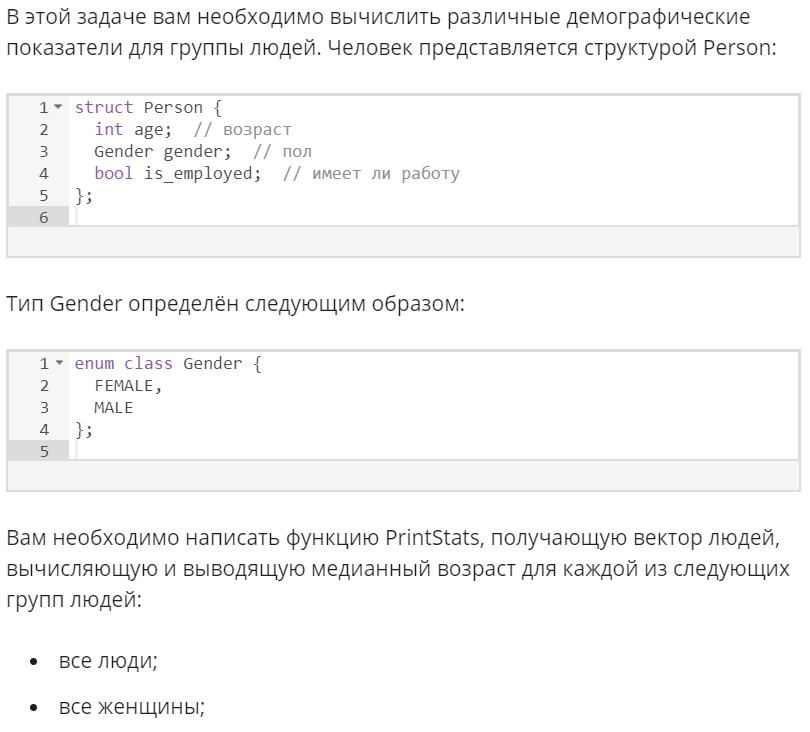 В этой задаче вам необходимо вычислить различные демографические
показатели для группы людей. Человек представляется структурой Person:
1 struct Person {
2 int age; // возраст
3 Gender gender; // пол
4 bool is_employed; // имеет ли работу
5 };
6
Тип Gender определён следующим образом:
1 enum class Gender {
2 FEMALE,
3 MALE
4 };
5
Вам необходимо написать функцию PrintStats, получающую вектор людей,
вычисляющую и выводящую медианный возраст для каждой из следующих
групп людей:
• все люди;
• все женщины;